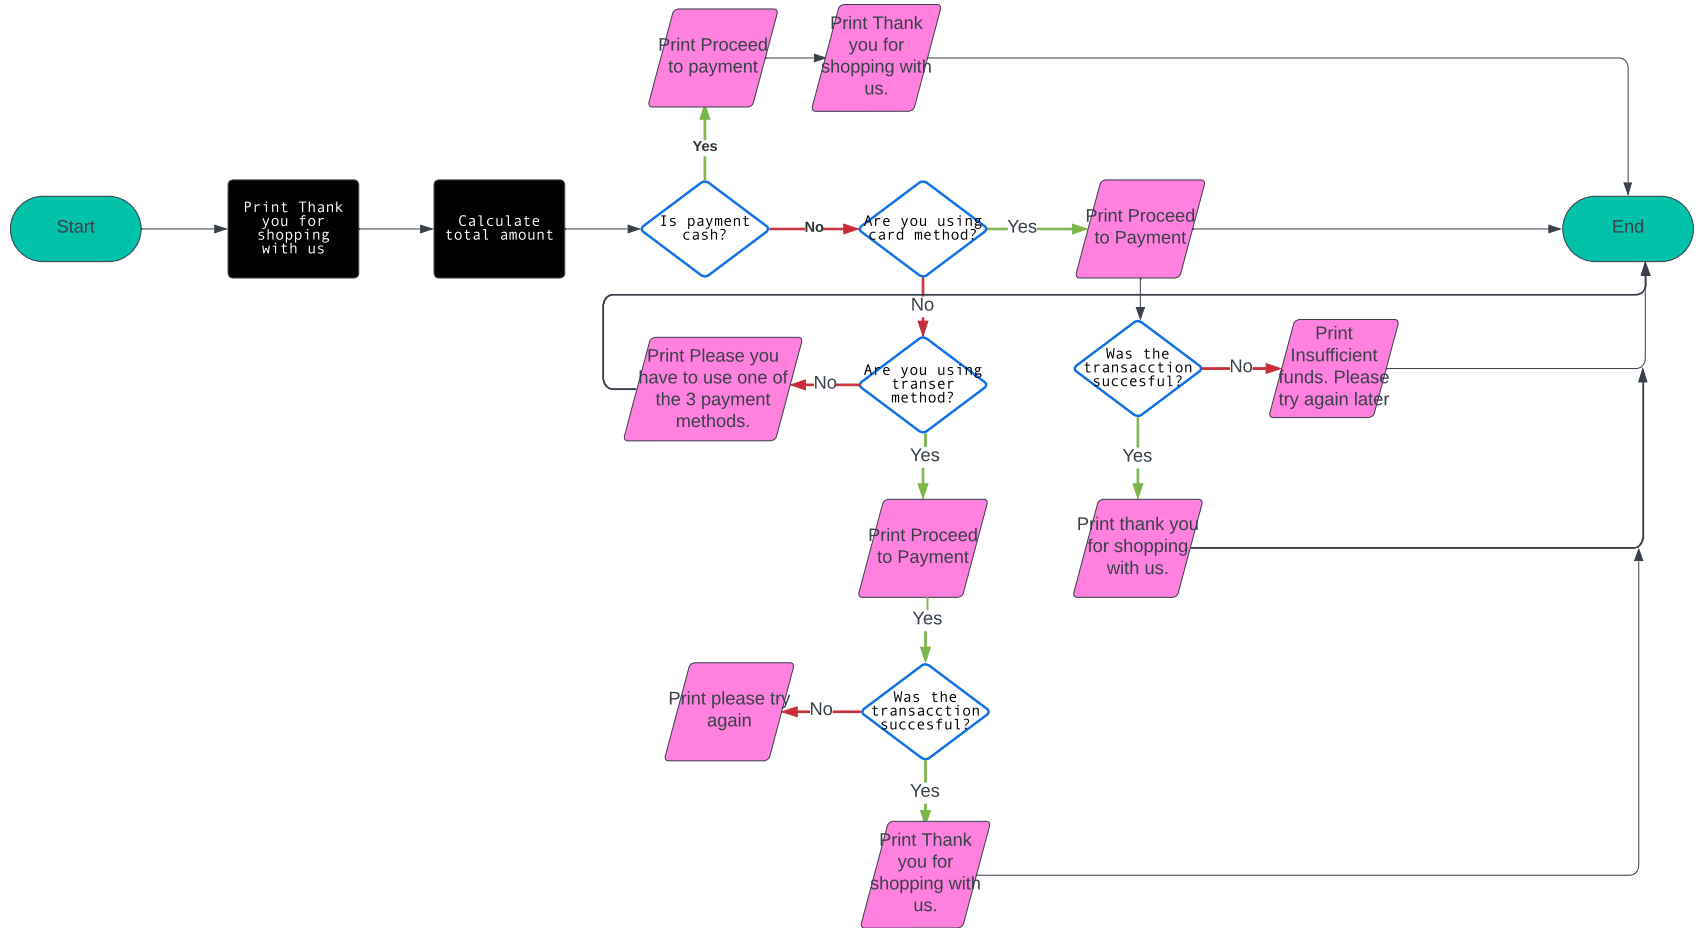 Print Proceed
to payment
Print Thank
you for
shopping with
us.
Yes
Start
Print Thank
you for
shopping
with us
Calculate
total amount
Is payment
cash?
No
Are you using
card method?
Yes
Print Proceed
to Payment
End
No
Print Please you
have to use one of
the 3 payment
methods.
No
Are you using
transer
method?
Was the
transacction
succesful?
No
Print
Insufficient
funds. Please
try again later
Yes
Yes
Print Proceed
to Payment
Print thank you
for shopping
with us.
Yes
Print please try
again
No
Was the
transacction
succesful?
Yes
Print Thank
you for
shopping with
us.